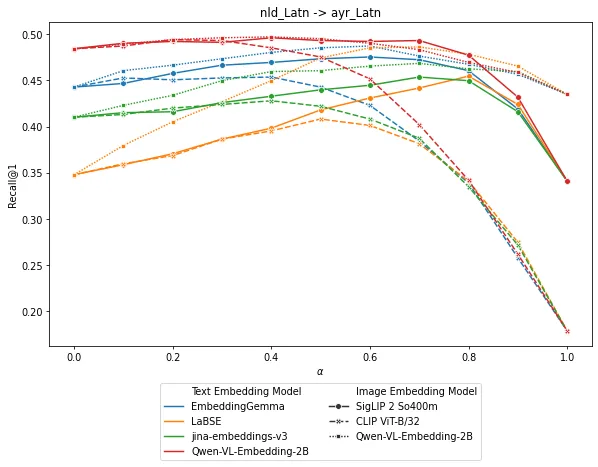 nld_Latn -> ayr_Latn
0.50
0.45
0.40
0.35
0.30
0.25
0.20
Recall@1
0.0 0.2 0.4 0.6 0.8 1.0
α
Text Embedding Model
EmbeddingGemma
LaBSE
jina-embeddings-v3
Qwen-VL-Embedding-2B
Image Embedding Model
SigLIP 2 So400m
CLIP ViT-B/32
Qwen-VL-Embedding-2B